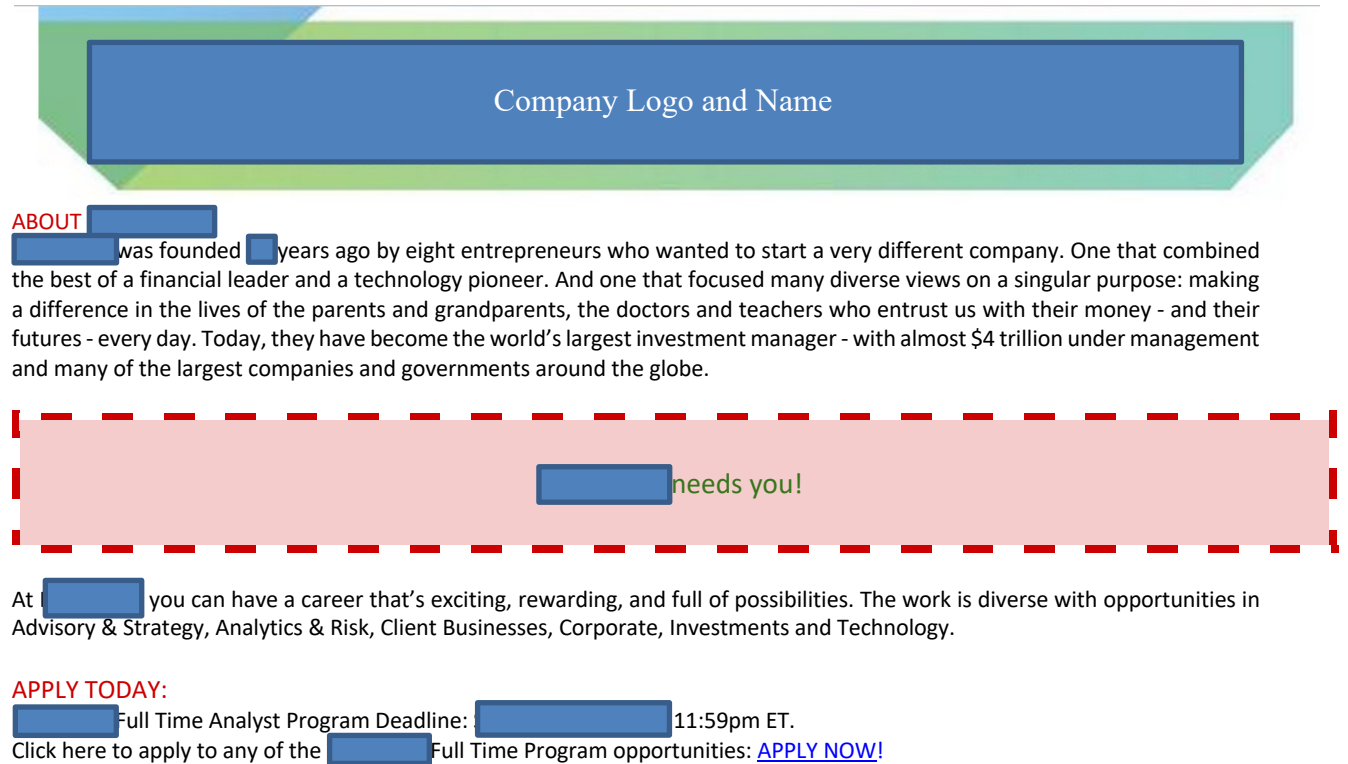 Company Logo and Name
ABOUT
was founded years ago by eight entrepreneurs who wanted to start a very different company. One that combined
the best of a financial leader and a technology pioneer. And one that focused many diverse views on a singular purpose: making
a difference in the lives of the parents and grandparents, the doctors and teachers who entrust us with their money - and their
futures - every day. Today, they have become the world's largest investment manager - with almost $4 trillion under management
and many of the largest companies and governments around the globe.
needs you!
At you can have a career that's exciting, rewarding, and full of possibilities. The work is diverse with opportunities in
Advisory & Strategy, Analytics & Risk, Client Businesses, Corporate, Investments and Technology.
APPLY TODAY:
Full Time Analyst Program Deadline: 11:59pm ET.
Click here to apply to any of the Full Time Program opportunities: APPLY NOW!